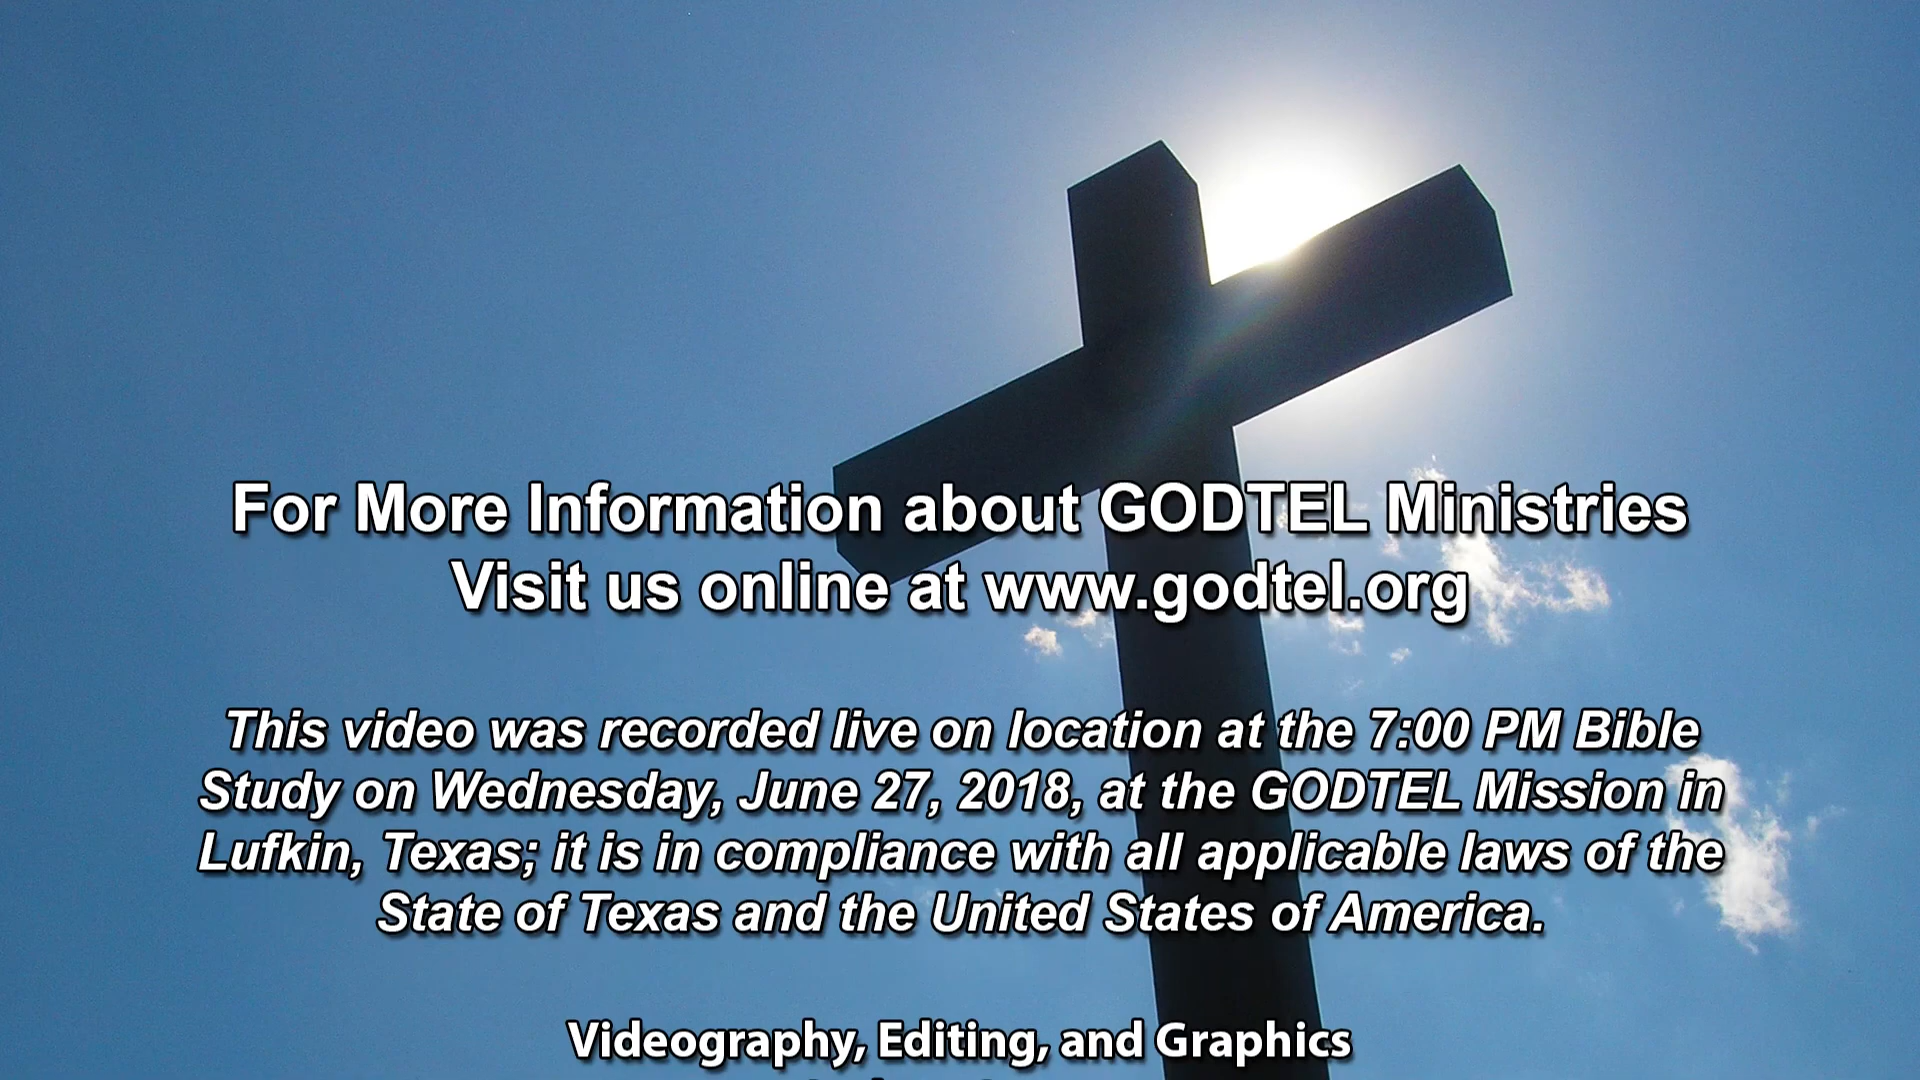 For More Information about GODTEL Ministries
Visit us online at www.godtel.org
This video was recorded live on location at the 7:00 PM Bible
Study on Wednesday, June 27, 2018, at the GODTEL Mission in
Lufkin, Texas; it is in compliance with all applicable laws of the
State of Texas and the United States of America.
Videography, Editing, and Graphics